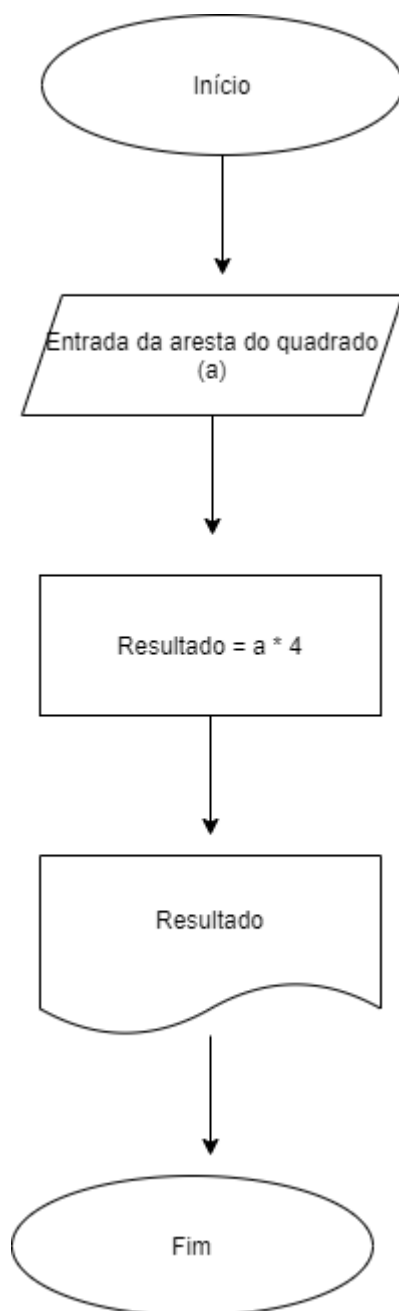 Início
Entrada da aresta do quadrado
(a)
Resultado = a * 4
Resultado
Fim